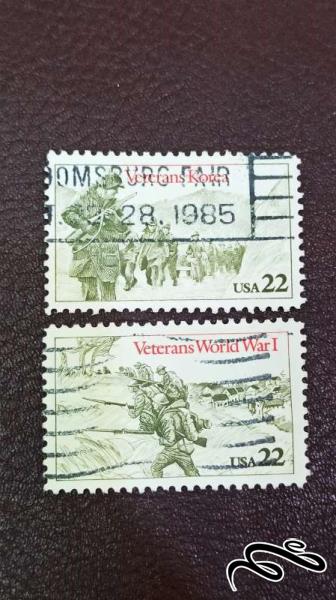 OMSBURG FAIR
Veterans Korea
28. 1985
USA 22
Veterans World War I
USA 22